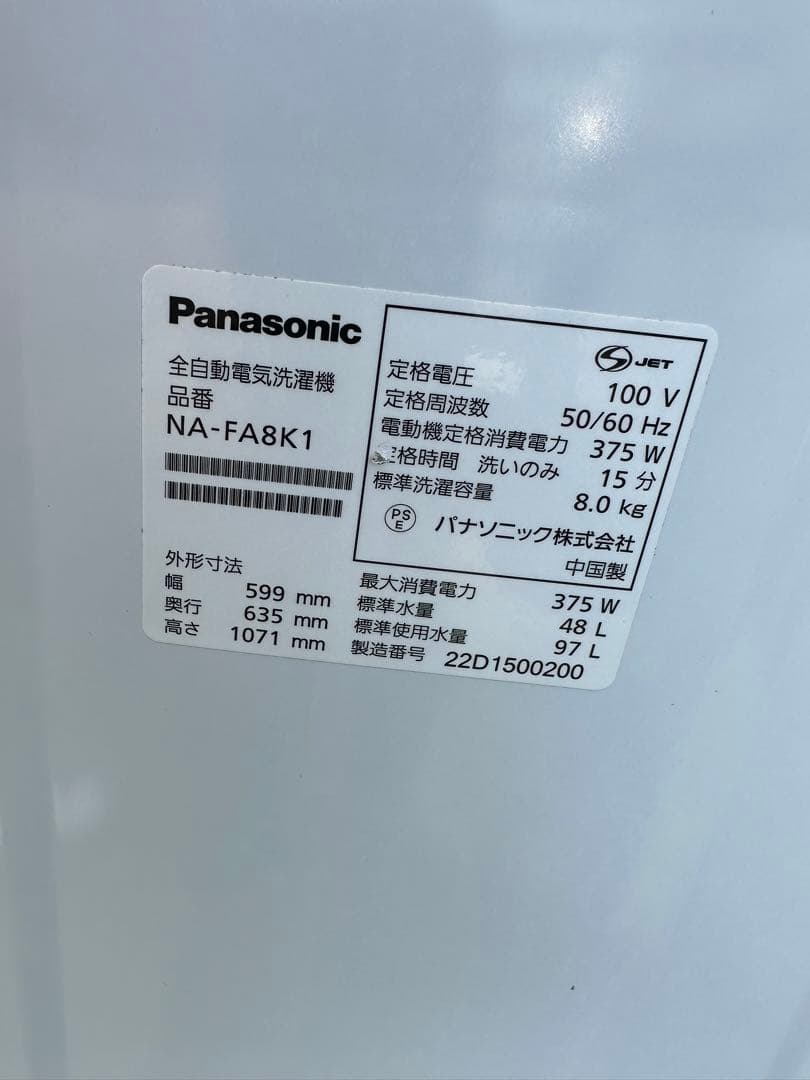 Panasonic
全自動電気洗濯機
品番
NA-FA8K1
外形寸法
幅 599 mm
奥行 635 mm
高さ 1071 mm
JET
定格電圧 100 V
定格周波数 50/60 Hz
電動機定格消費電力 375 W
定格時間 洗いのみ 15 分
標準洗濯容量 8.0 kg
PS
E
パナソニック株式会社
中国製
最大消費電力 375 W
標準水量 48 L
標準使用水量 97 L
製造番号 22D1500200